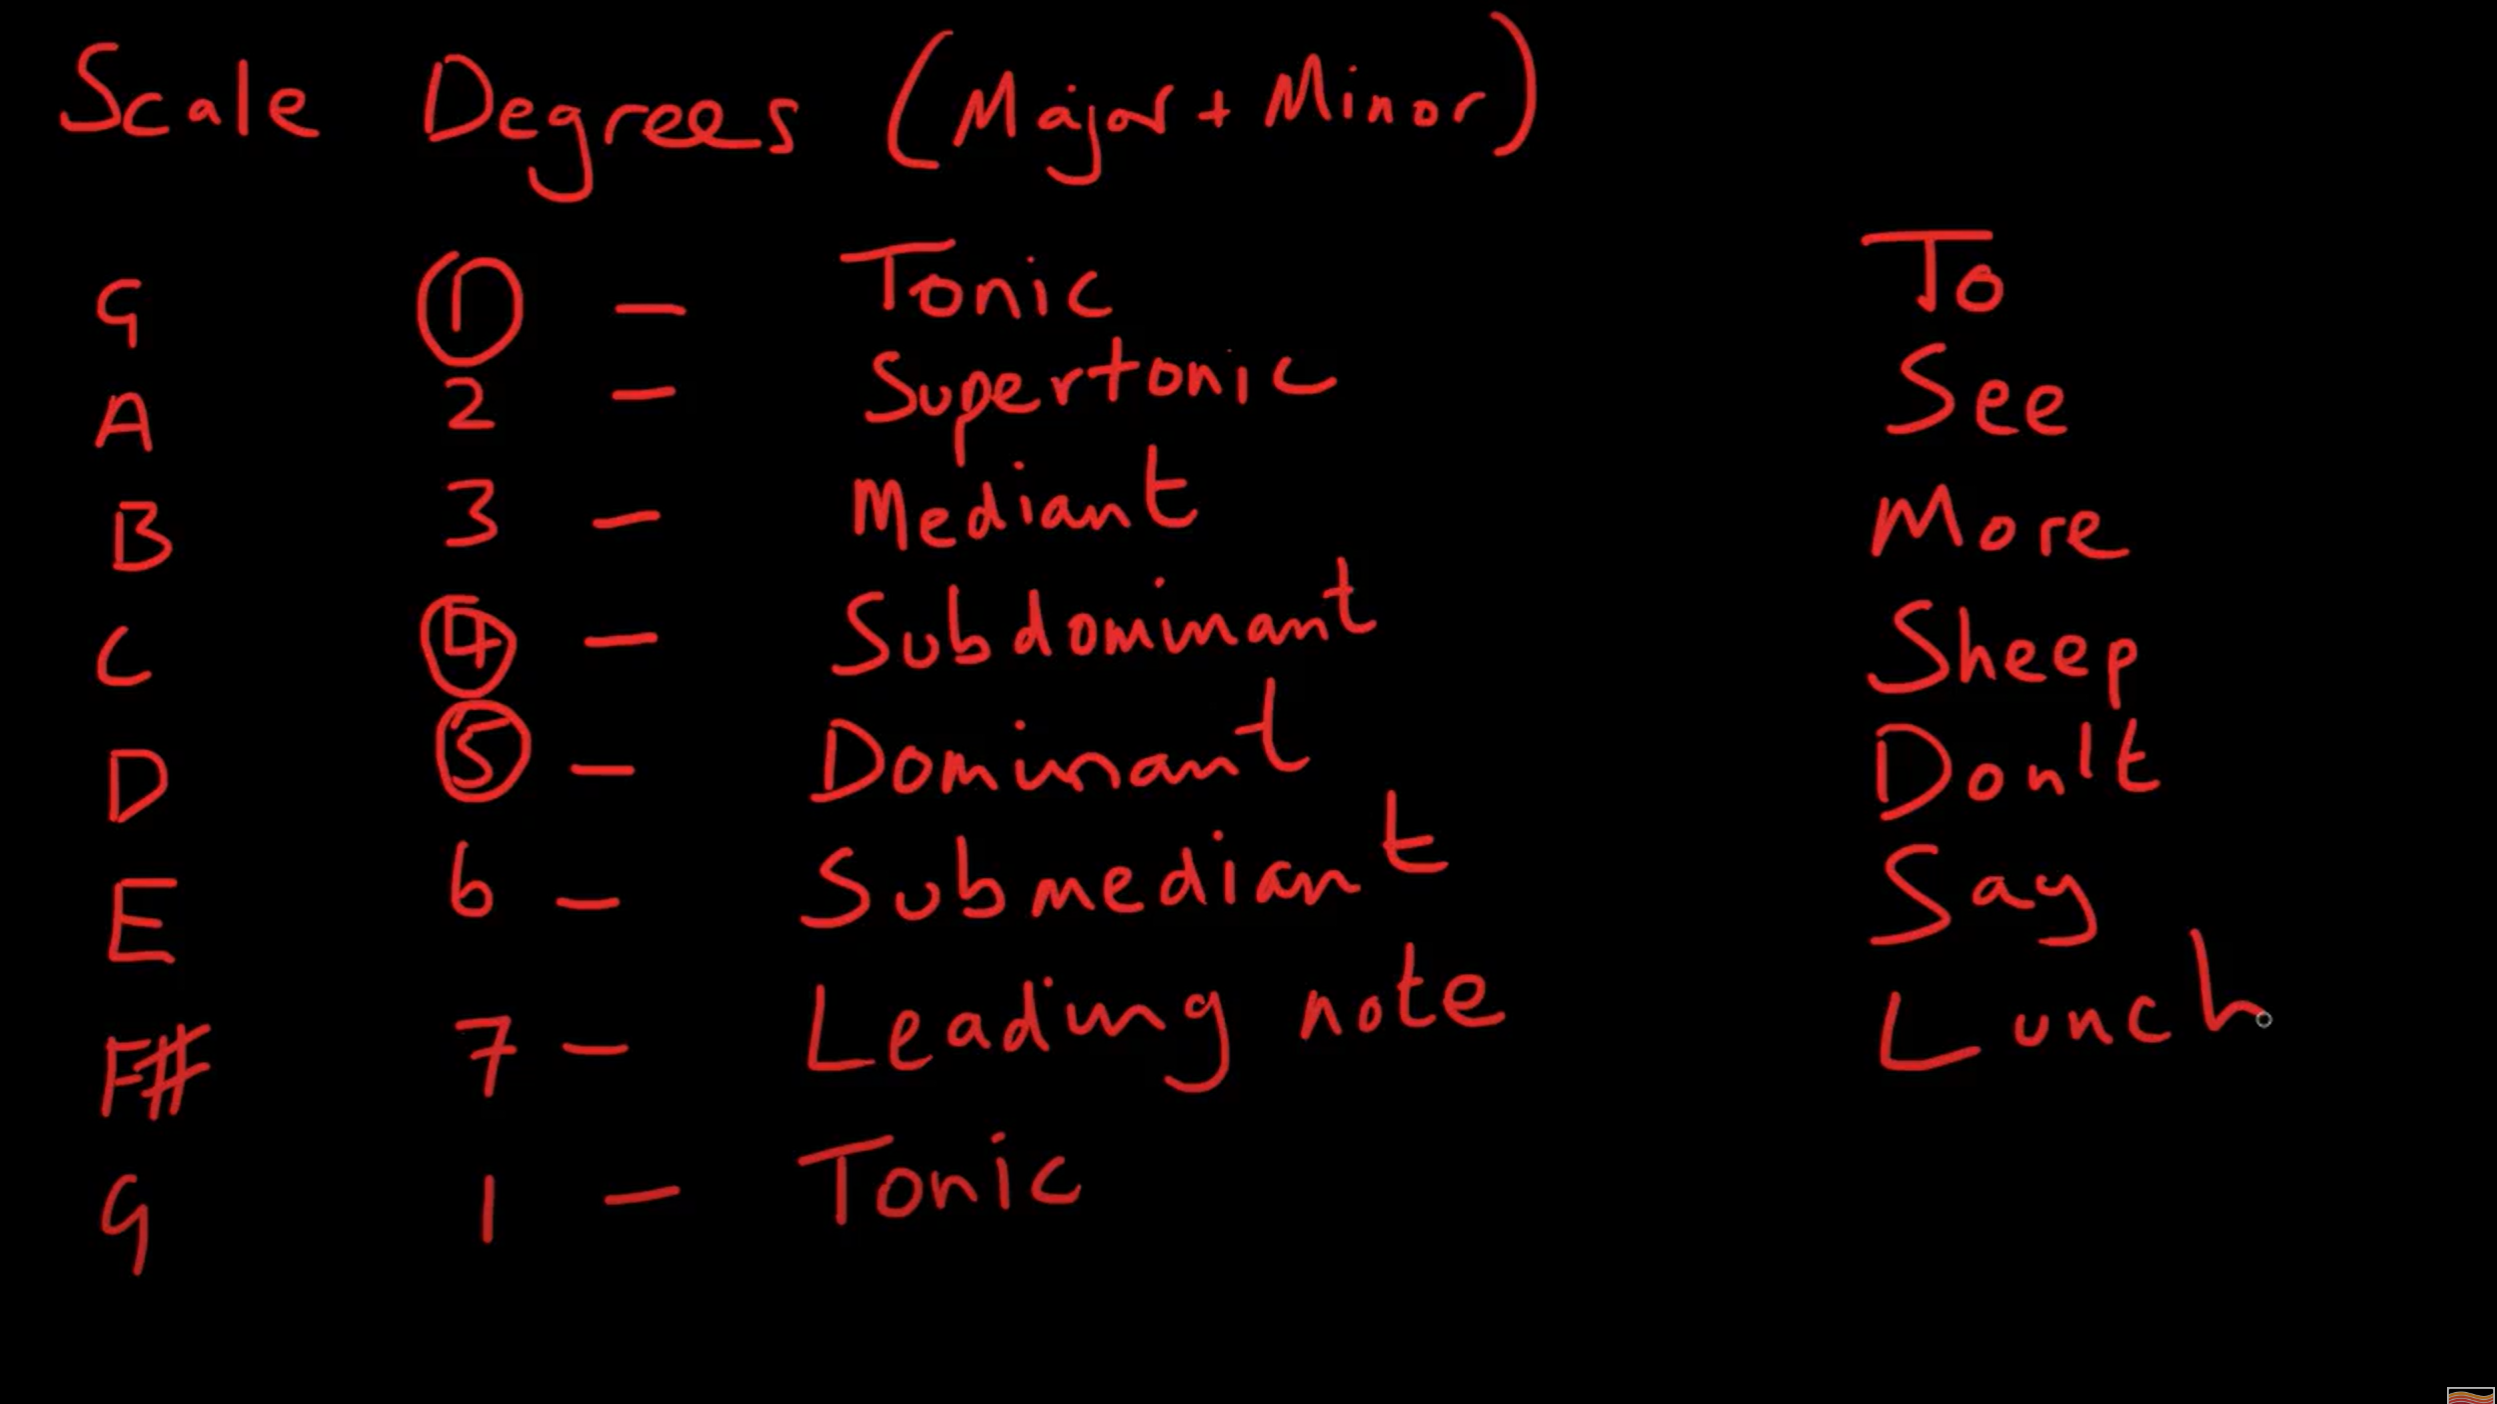 Scale Degrees (Major + Minor)
G ① — Tonic To
A 2 — Supertonic See
B 3 — Mediant More
C ④ — Subdominant Sheep
D ⑤ — Dominant Don't
E 6 — Submediant Say
F# 7 — Leading note Lunch
G 1 — Tonic